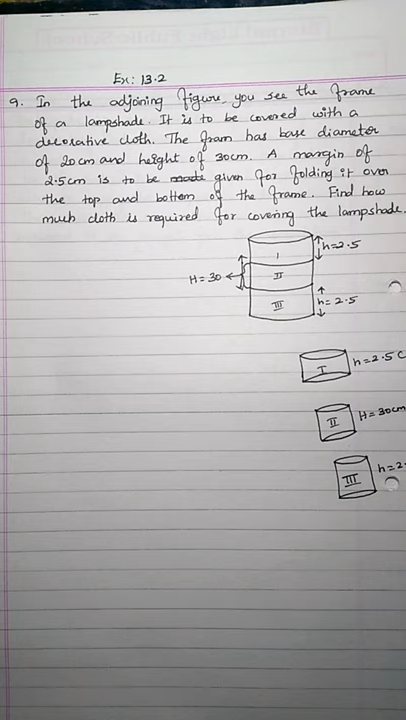 Ex: 13.2
9. In the adjoining figure, you see the frame
of a lampshade. It is to be covered with a
decorative cloth. The fram has base diameter
of 20 cm and height of 30cm. A margin of
2.5cm is to be made given for folding it over
the top and bottom of the frame. Find how
much cloth is required for covering the lampshade.
I
h=2.5
H=30
II
III
h=2.5
I
h=2.5 C
II
H=30cm
III
h=2.